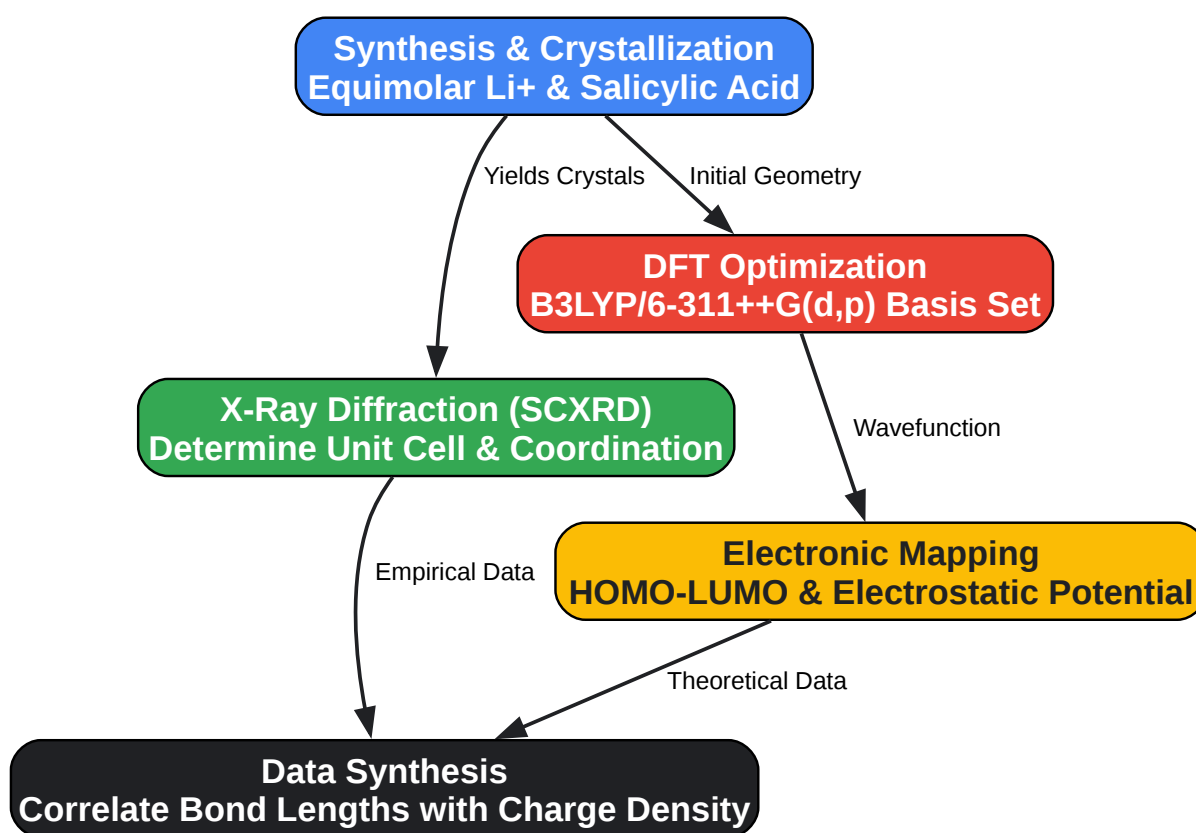 Synthesis & Crystallization
Equimolar Li+ & Salicylic Acid
Yields Crystals
Initial Geometry
DFT Optimization
B3LYP/6-311++G(d,p) Basis Set
X-Ray Diffraction (SCXRD)
Determine Unit Cell & Coordination
Wavefunction
Electronic Mapping
HOMO-LUMO & Electrostatic Potential
Empirical Data
Theoretical Data
Data Synthesis
Correlate Bond Lengths with Charge Density